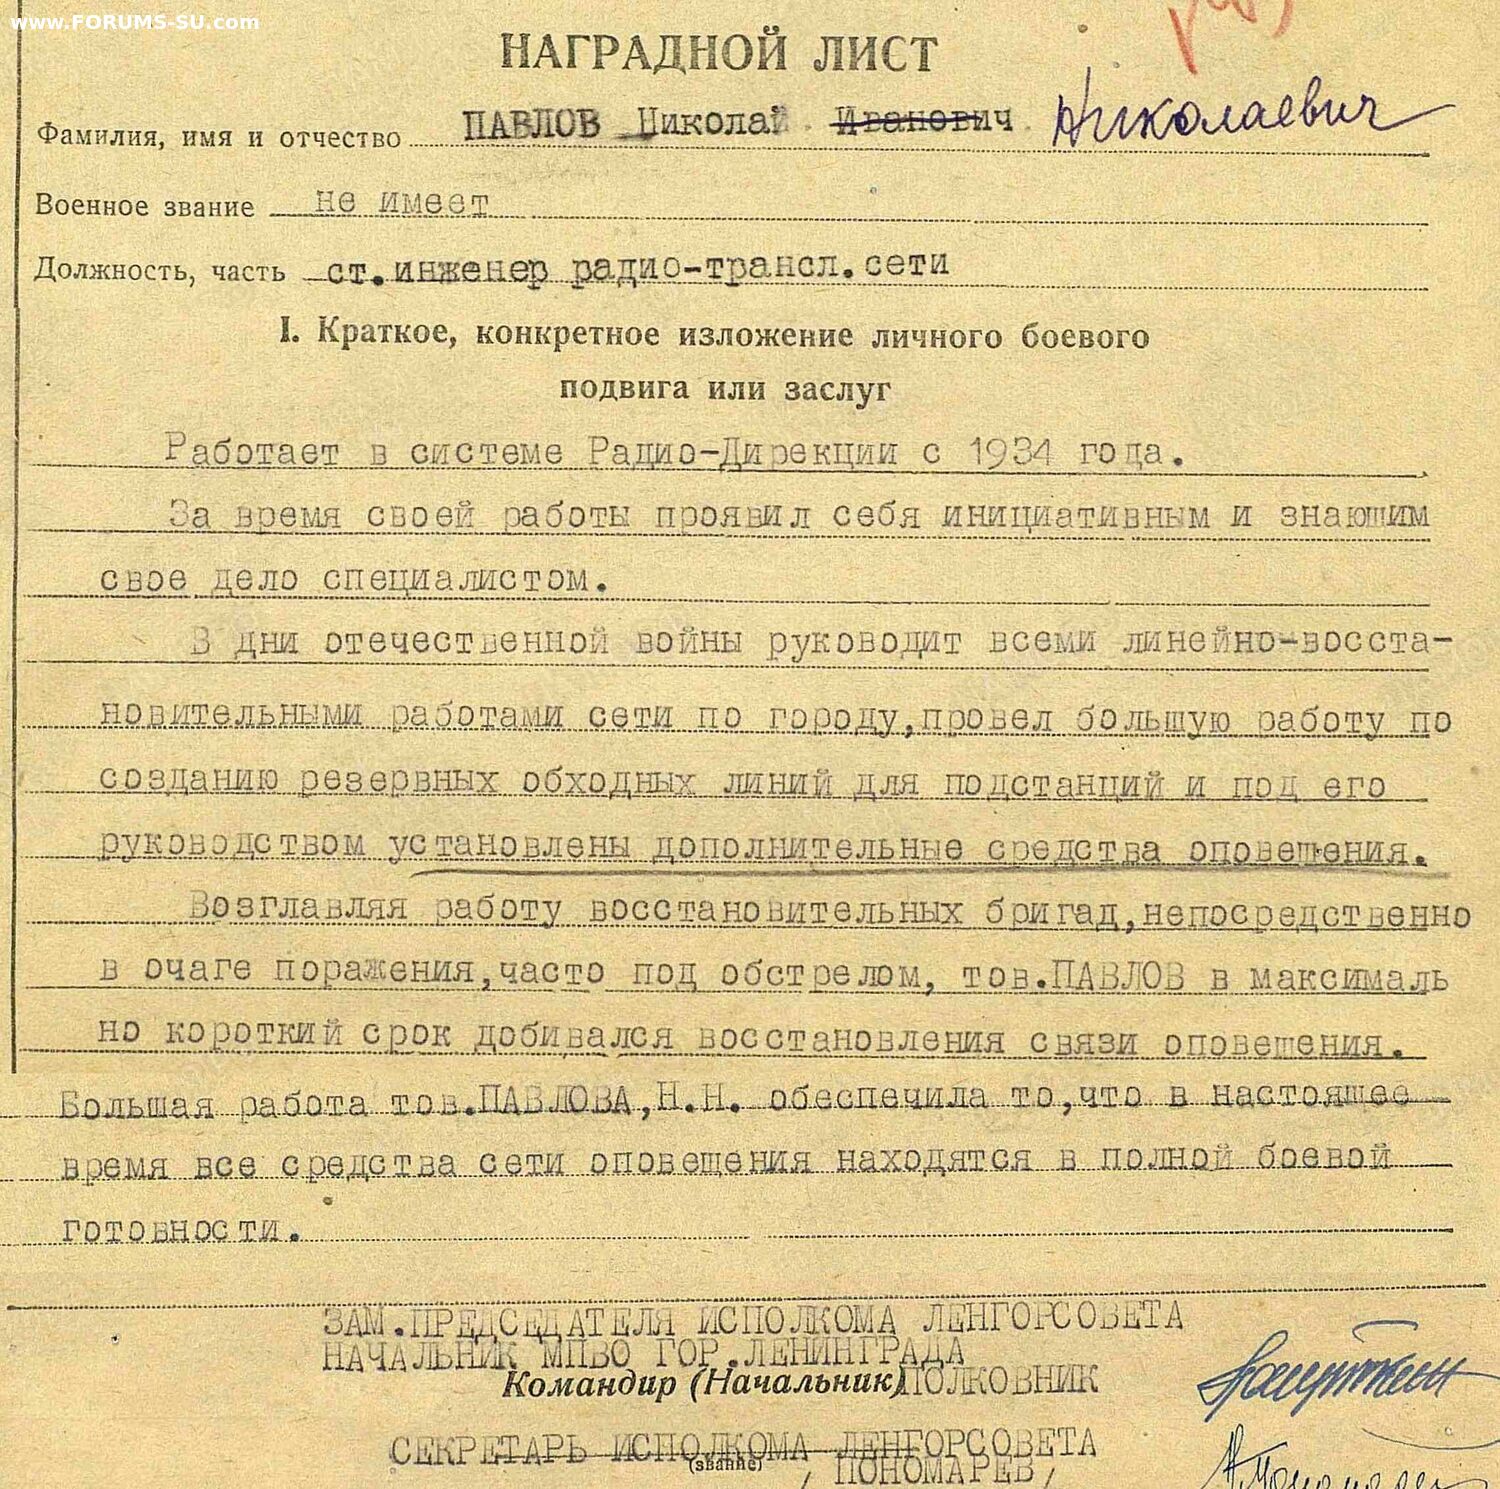 www.FORUMS-SU.com
НАГРАДНОЙ ЛИСТ
Фамилия, имя и отчество ПАВЛОВ Николай Иванович Николаевич
Военное звание не имеет
Должность, часть ст.инженер радио-трансл.сети
I. Краткое, конкретное изложение личного боевого
подвига или заслуг
Работает в системе Радио-Дирекции с 1934 года.
За время своей работы проявил себя инициативным и знающим
свое дело специалистом.
В дни отечественной войны руководит всеми линейно-восста-
новительными работами сети по городу,провел большую работу по
созданию резервных обходных линий для подстанций и под его
руководством установлены дополнительные средства оповещения.
Возглавляя работу восстановительных бригад,непосредственно
в очаге поражения,часто под обстрелом, тов.ПАВЛОВ в максималь
но короткий срок добивался восстановления связи оповещения.
Большая работа тов.ПАВЛОВА,Н.Н. обеспечила то,что в настоящее
время все средства сети оповещения находятся в полной боевой
готовности.
ЗАМ.ПРЕДСЕДАТЕЛЯ ИСПОЛКОМА ЛЕНГОРСОВЕТА
НАЧАЛЬНИК МПВО ГОР.ЛЕНИНГРАДА
Командир (Начальник) ПОЛКОВНИК
СЕКРЕТАРЬ ИСПОЛКОМА ЛЕНГОРСОВЕТА
(звание) / ПОНОМАРЕВ /